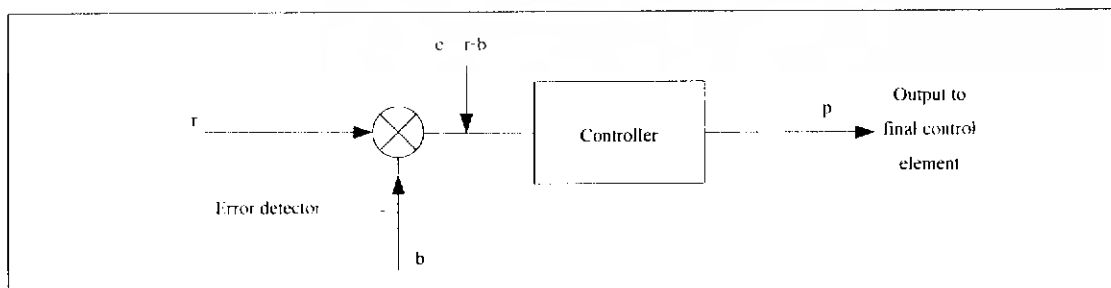 e r-b
r
Controller
p
Output to
final control
element
Error detector
-
b